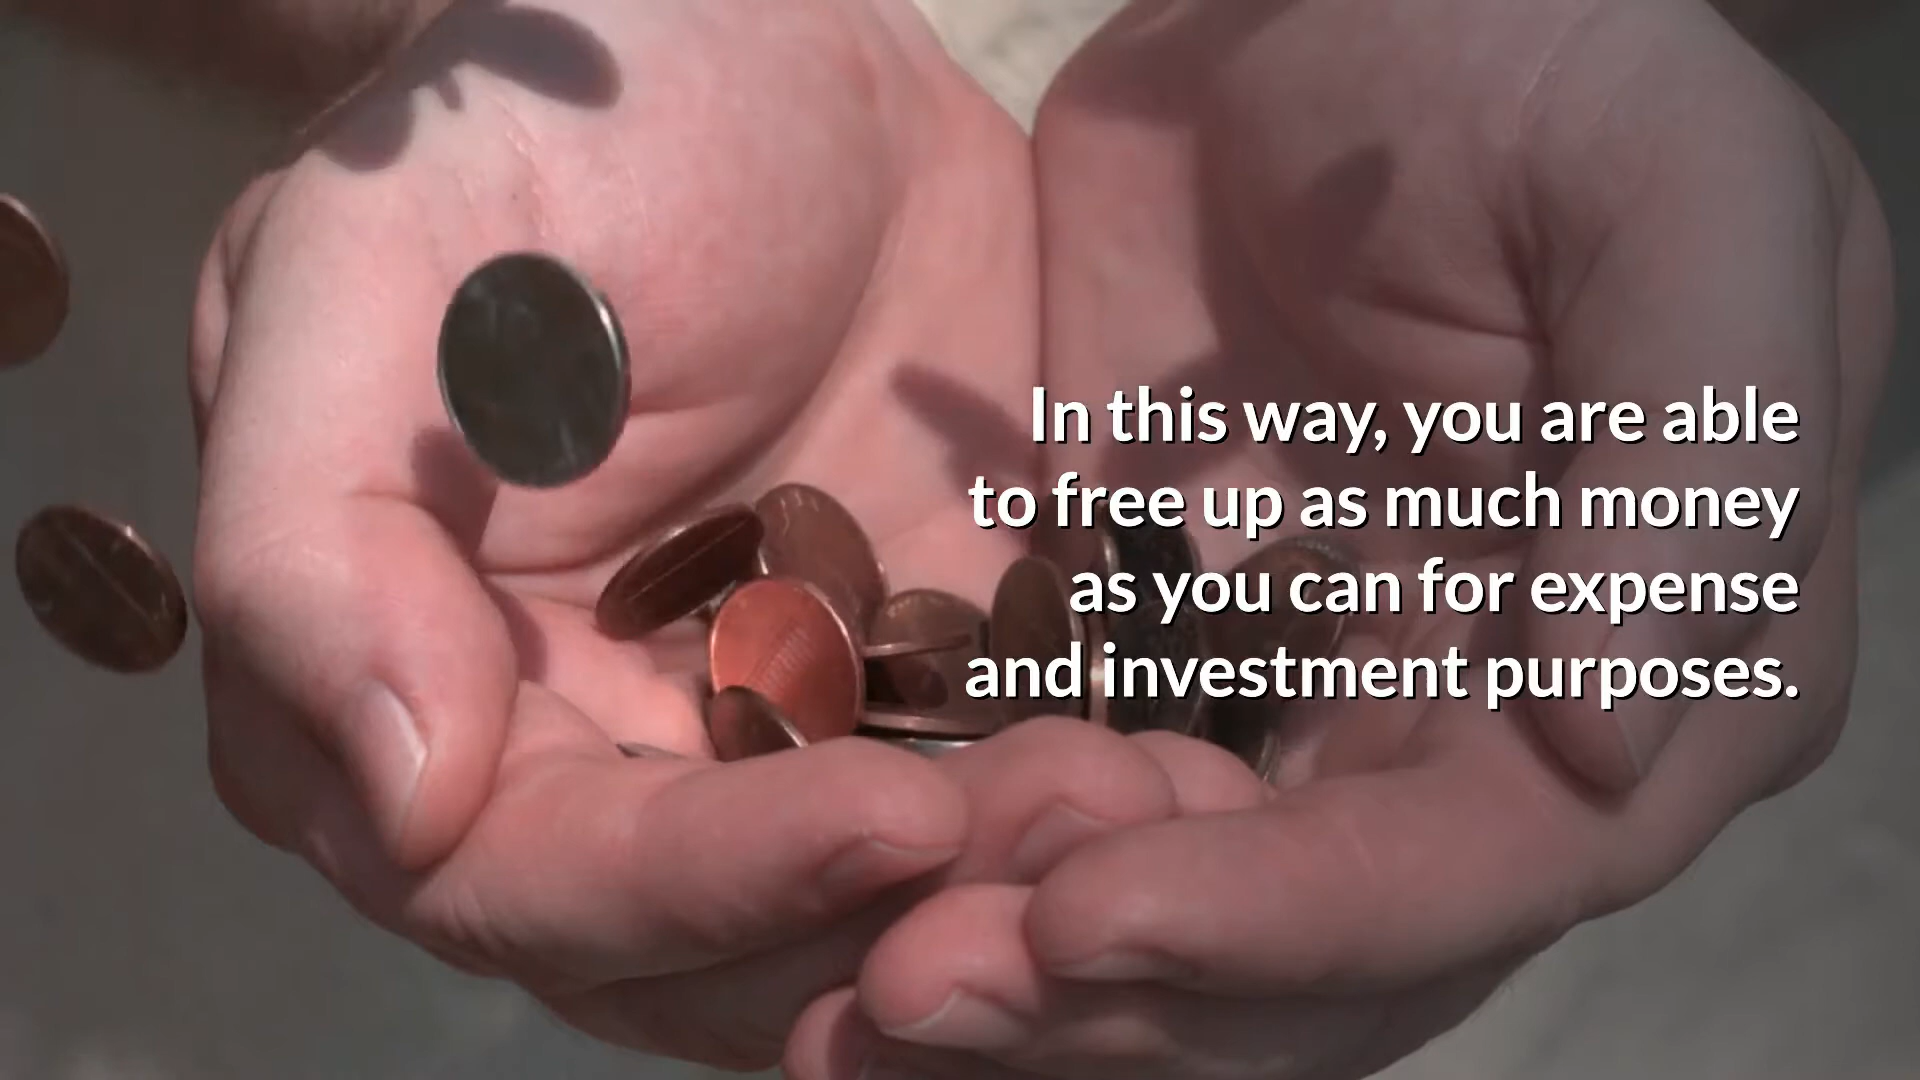 In this way, you are able
to free up as much money
as you can for expense
and investment purposes.